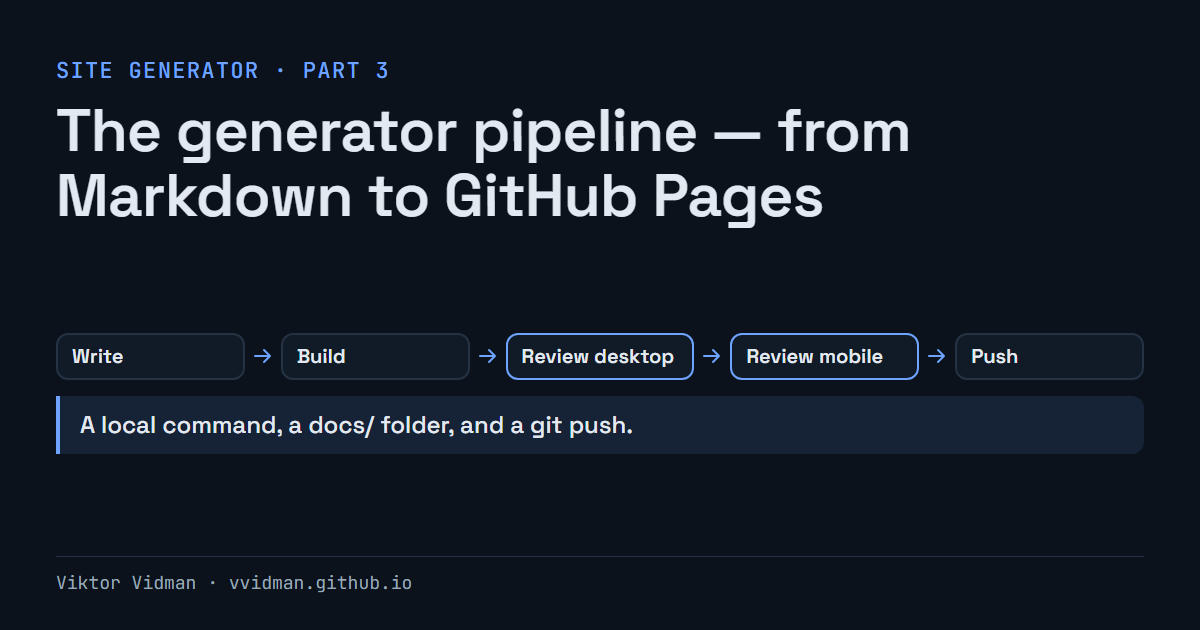 SITE GENERATOR · PART 3
The generator pipeline — from
Markdown to GitHub Pages
Write → Build → Review desktop → Review mobile → Push
A local command, a docs/ folder, and a git push.
Viktor Vidman · vvidman.github.io